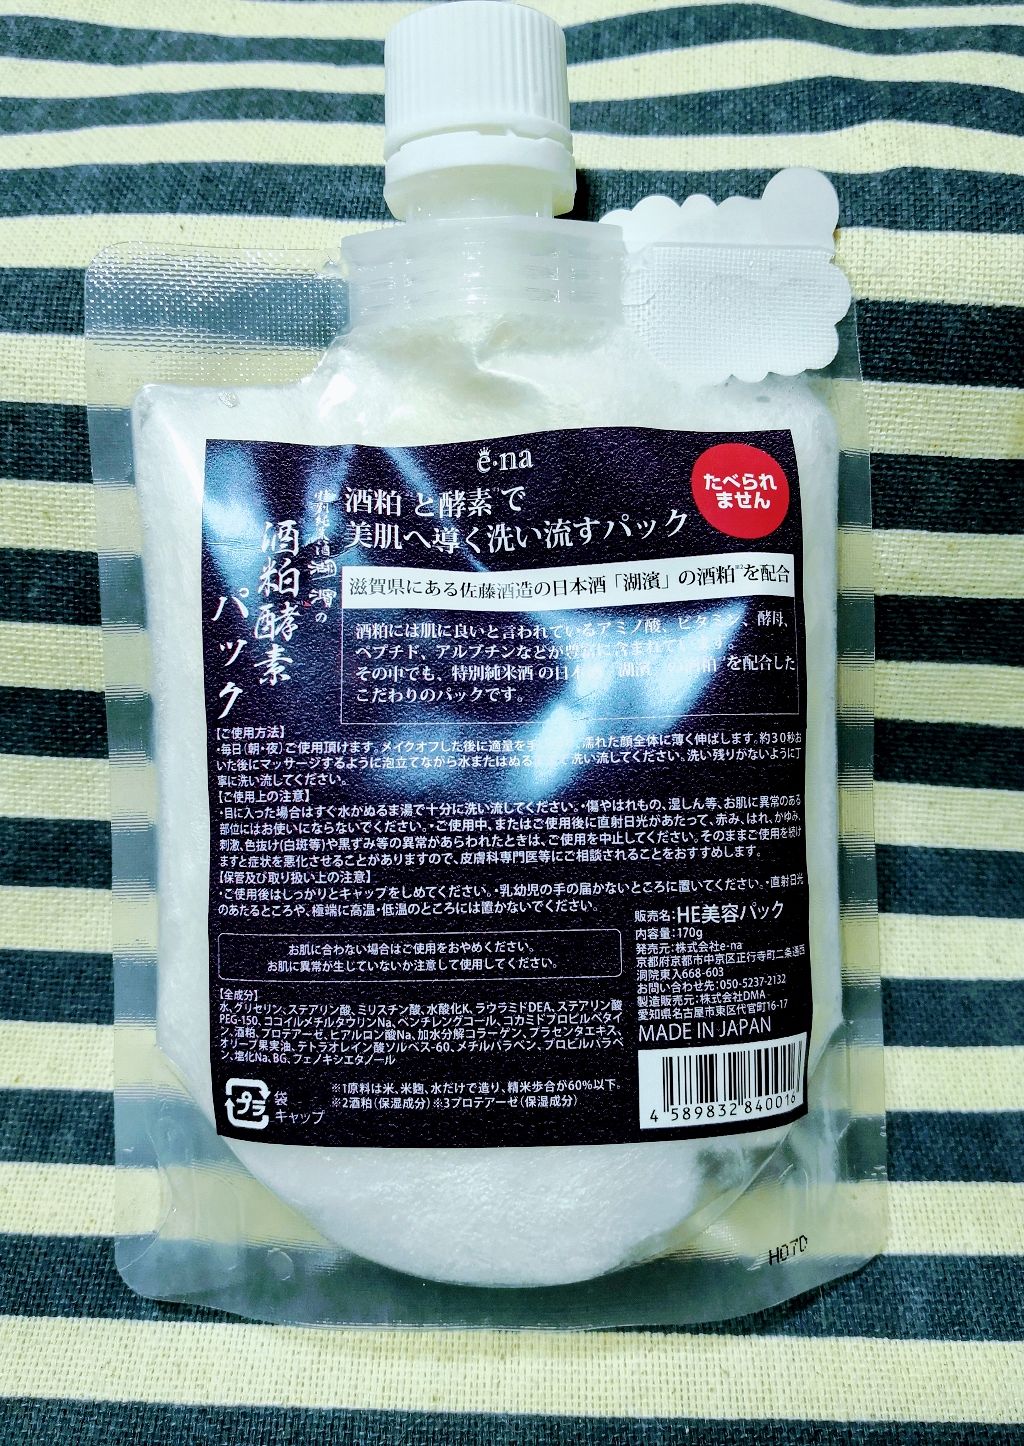 e·na
たべられ
ません
酒粕と酵素※3で
美肌へ導く洗い流すパック
の
酒粕酵素
パック
滋賀県にある佐藤酒造の日本酒「湖濱」の酒粕※2を配合
酒粕には肌に良いと言われているアミノ酸、ビタミン、酵母、
ペプチド、アルブチンなどが豊富に含まれています。
その中でも、特別純米酒の日本酒「湖濱」の酒粕を配合した
こだわりのパックです。
【ご使用方法】
・毎日(朝・夜)ご使用頂けます。メイクオフした後に適量を手 濡れた顔全体に薄く伸ばします。約30秒お
いた後にマッサージするように泡立てながら水またはぬる 洗い流してください。洗い残りがないように丁
寧に洗い流してください。
【ご使用上の注意】
・目に入った場合はすぐ水かぬるま湯で十分に洗い流してください。・傷やはれもの、湿しん等、お肌に異常のある
部位にはお使いにならないでください。・ご使用中、またはご使用後に直射日光があたって、赤み、はれ、かゆみ、
刺激、色抜け(白斑等)や黒ずみ等の異常があらわれたときは、ご使用を中止してください。そのままご使用を続け
ますと症状を悪化させることがありますので、皮膚科専門医等にご相談されることをおすすめします。
【保管及び取り扱い上の注意】
・ご使用後はしっかりとキャップをしめてください。・乳幼児の手の届かないところに置いてください。・直射日光
のあたるところや、極端に高温・低温のところには置かないでください。
お肌に合わない場合はご使用をおやめください。
お肌に異常が生じていないか注意して使用してください。
販売名:HE美容パック
内容量:170g
発売元:株式会社e-na
京都府京都市中京区正行寺町二条通西
洞院東入668-603
お問い合わせ先:050-5237-2132
製造販売元:株式会社DMA
愛知県名古屋市東区代官町16-17
MADE IN JAPAN
【全成分】
水、グリセリン、ステアリン酸、ミリスチン酸、水酸化K、ラウラミドDEA、ステアリン酸
PEG-150、ココイルメチルタウリンNa、ペンチレングリコール、コカミドプロピルベタイ
ン、酒粕、プロテアーゼ、ヒアルロン酸Na、加水分解コラーゲン、プラセンタエキス、
オリーブ果実油、テトラオレイン酸ソルベス-60、メチルパラベン、プロピルパラベ
ン、塩化Na、BG、フェノキシエタノール
プラ
袋
キャップ
※1原料は米、米麹、水だけで造り、精米歩合が60%以下。
※2酒粕(保湿成分)※3プロテアーゼ(保湿成分)
4 589832 840016
H07D